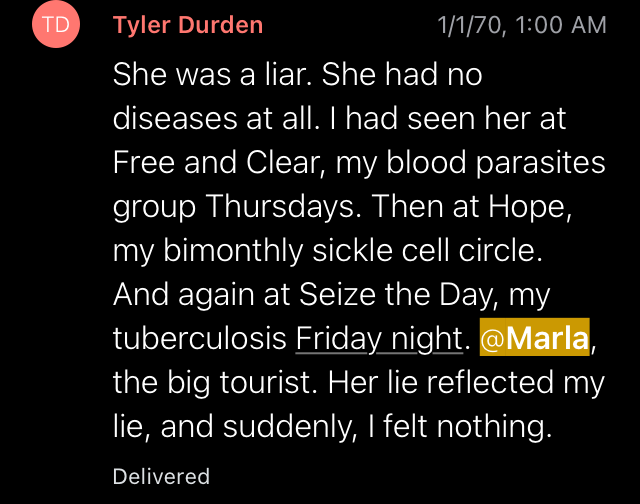 TD
Tyler Durden
1/1/70, 1:00 AM
She was a liar. She had no
diseases at all. I had seen her at
Free and Clear, my blood parasites
group Thursdays. Then at Hope,
my bimonthly sickle cell circle.
And again at Seize the Day, my
tuberculosis Friday night. @Marla,
the big tourist. Her lie reflected my
lie, and suddenly, I felt nothing.
Delivered